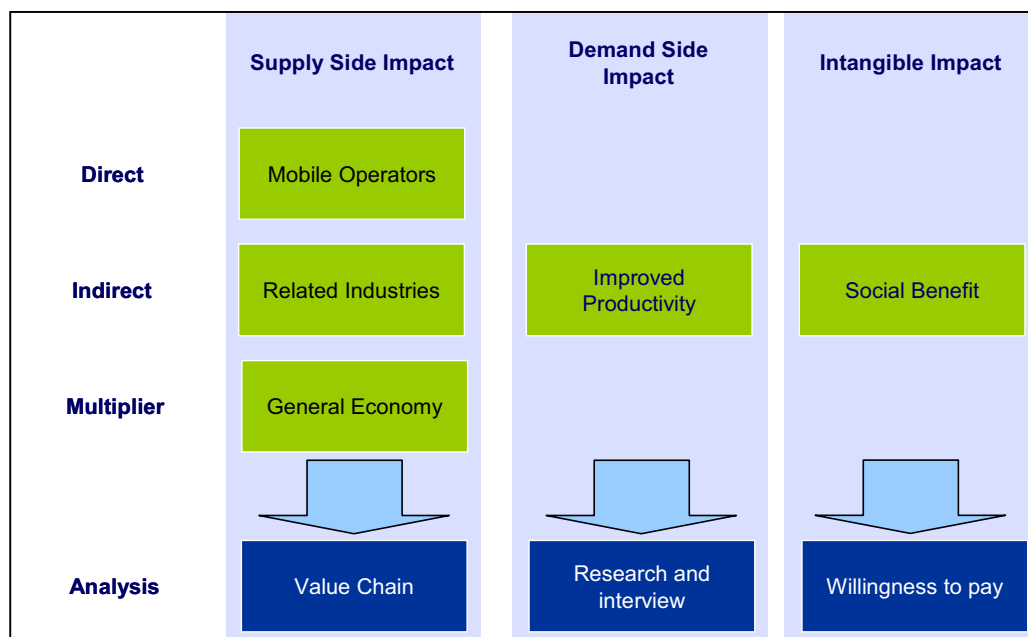 Supply Side Impact
Demand Side
Impact
Intangible Impact
Direct
Mobile Operators
Indirect
Related Industries
Improved
Productivity
Social Benefit
Multiplier
General Economy
Analysis
Value Chain
Research and
interview
Willingness to pay